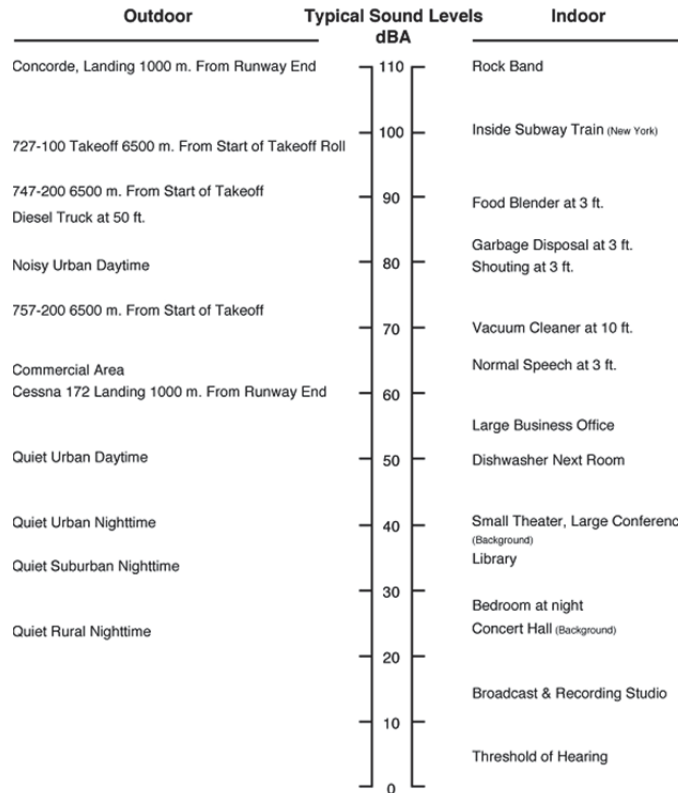 Outdoor
Typical Sound Levels
dBA
Indoor
Concorde, Landing 1000 m. From Runway End
110
Rock Band
100
Inside Subway Train (New York)
727-100 Takeoff 6500 m. From Start of Takeoff Roll
747-200 6500 m. From Start of Takeoff
90
Food Blender at 3 ft.
Diesel Truck at 50 ft.
Garbage Disposal at 3 ft.
Noisy Urban Daytime
80
Shouting at 3 ft.
757-200 6500 m. From Start of Takeoff
70
Vacuum Cleaner at 10 ft.
Commercial Area
Normal Speech at 3 ft.
Cessna 172 Landing 1000 m. From Runway End
60
Large Business Office
Quiet Urban Daytime
50
Dishwasher Next Room
Quiet Urban Nighttime
40
Small Theater, Large Conferenc
(Background)
Library
Quiet Suburban Nighttime
30
Bedroom at night
Quiet Rural Nighttime
Concert Hall (Background)
20
Broadcast & Recording Studio
10
Threshold of Hearing
0